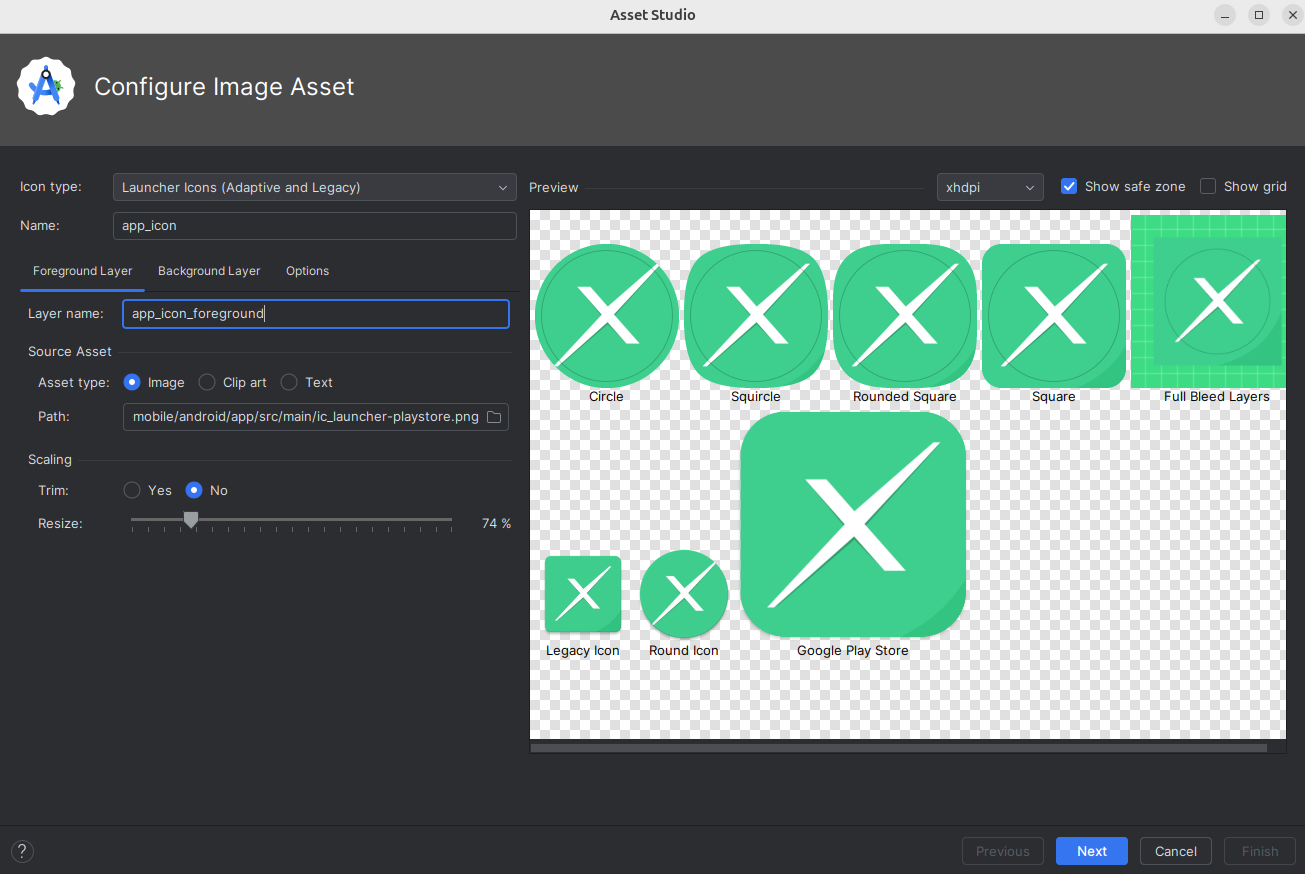 Asset Studio
Configure Image Asset
Icon type: Launcher Icons (Adaptive and Legacy)
Name: app_icon
Foreground Layer Background Layer Options
Layer name: app_icon_foreground
Source Asset
Asset type: Image Clip art Text
Path: mobile/android/app/src/main/ic_launcher-playstore.png
Scaling
Trim: Yes No
Resize: 74 %
Preview xhdpi Show safe zone Show grid
Circle Squircle Rounded Square Square Full Bleed Layers
Legacy Icon Round Icon Google Play Store
? Previous Next Cancel Finish